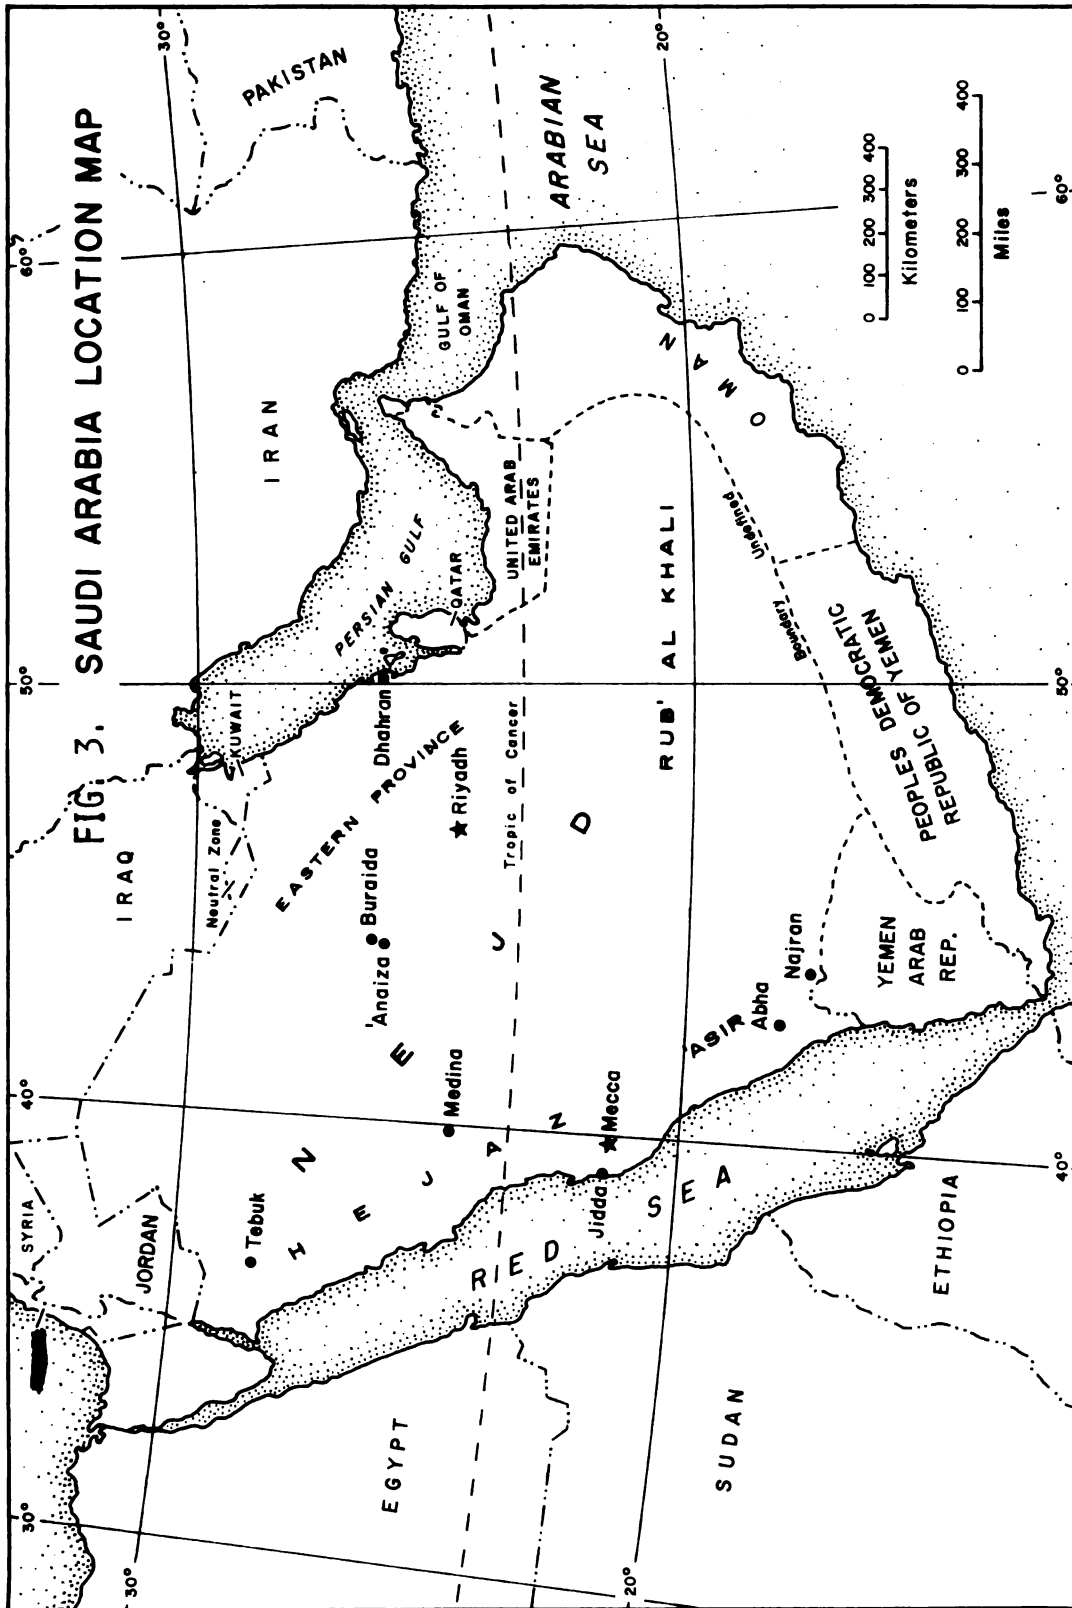 FIG. 3. SAUDI ARABIA LOCATION MAP
30°
40°
50°
60°
SYRIA
IRAQ
JORDAN
Neutral Zone
KUWAIT
IRAN
PAKISTAN
30°
30°
Tebuk
'Anaiza
Buraida
EASTERN PROVINCE
Dhahran
PERSIAN GULF
QATAR
GULF OF
OMAN
EGYPT
HEJAZ
NEJD
Medina
Riyadh
Tropic of Cancer
UNITED ARAB
EMIRATES
ARABIAN
SEA
RED SEA
Jidda
Mecca
RUB' AL KHALI
20°
20°
SUDAN
ASIR
Abha
Najran
Boundary Undefined
OMAN
ETHIOPIA
YEMEN
ARAB
REP.
PEOPLES DEMOCRATIC
REPUBLIC OF YEMEN
0 100 200 300 400
Kilometers
0 100 200 300 400
Miles
40°
50°
60°